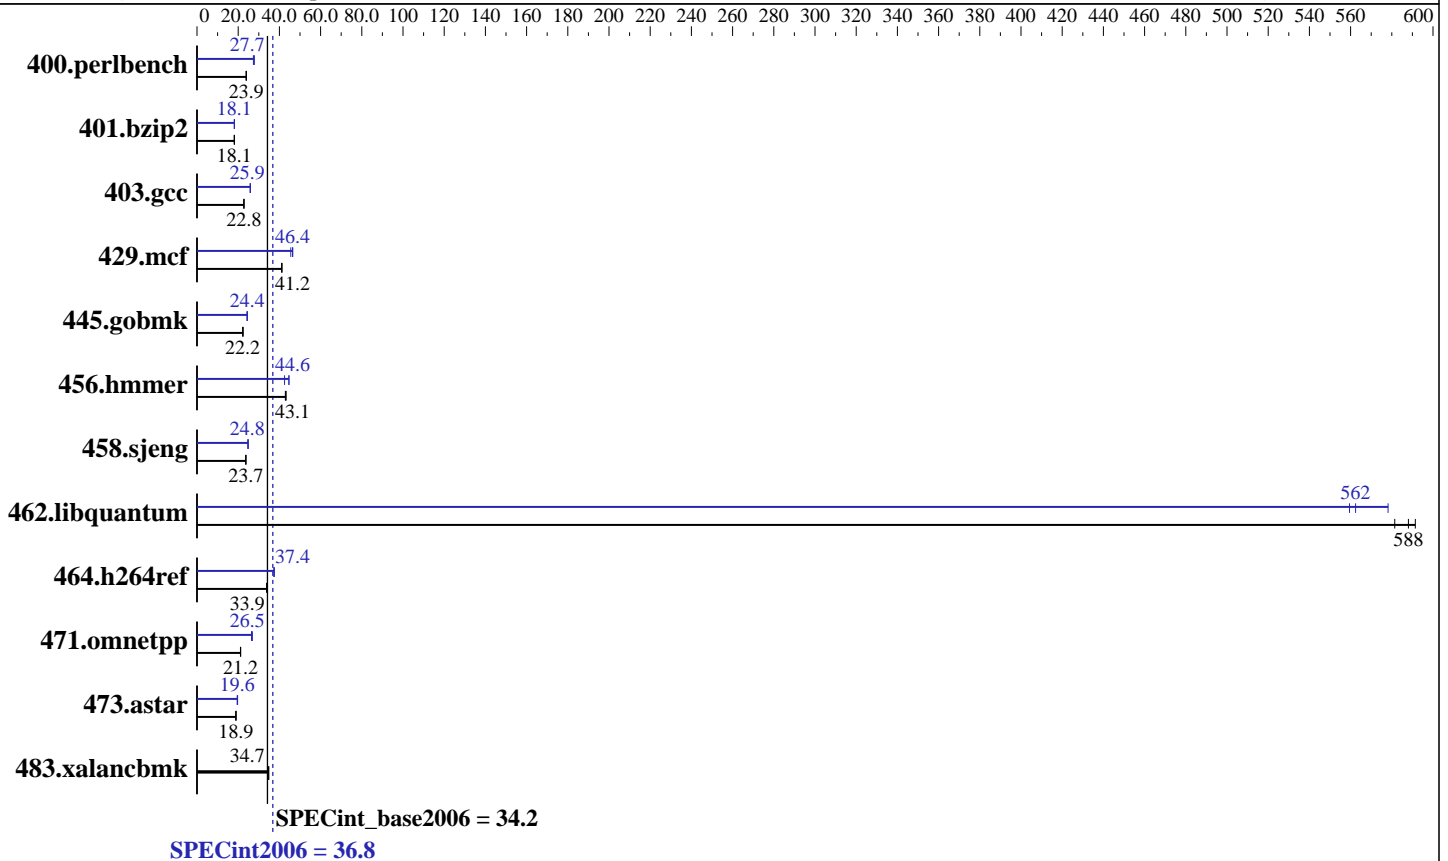 0 20.0 40.0 60.0 80.0 100 120 140 160 180 200 220 240 260 280 300 320 340 360 380 400 420 440 460 480 500 520 540 560 600
27.7
400.perlbench
23.9
18.1
401.bzip2
18.1
25.9
403.gcc
22.8
46.4
429.mcf
41.2
24.4
445.gobmk
22.2
44.6
456.hmmer
43.1
24.8
458.sjeng
23.7
562
462.libquantum
588
37.4
464.h264ref
33.9
26.5
471.omnetpp
21.2
19.6
473.astar
18.9
34.7
483.xalancbmk
SPECint_base2006 = 34.2
SPECint2006 = 36.8